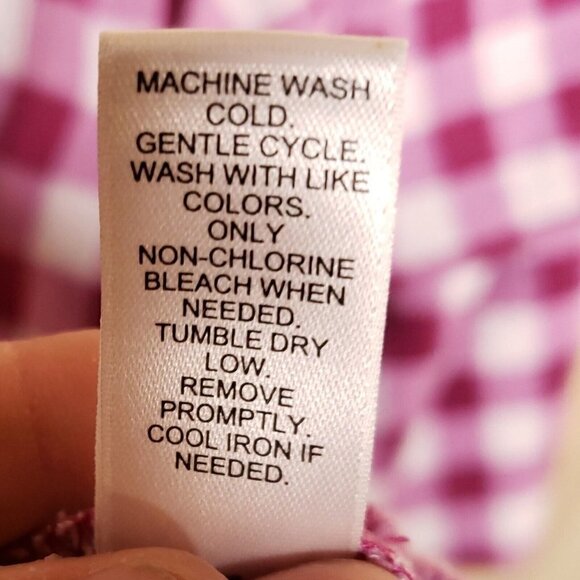 MACHINE WASH
COLD.
GENTLE CYCLE.
WASH WITH LIKE
COLORS.
ONLY
NON-CHLORINE
BLEACH WHEN
NEEDED.
TUMBLE DRY
LOW.
REMOVE
PROMPTLY.
COOL IRON IF
NEEDED.